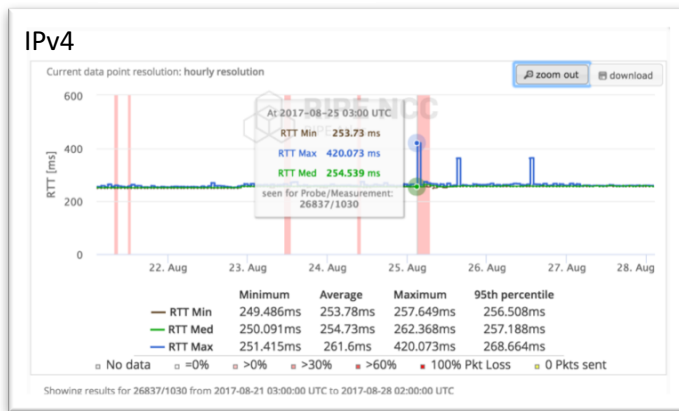 IPv4
Current data point resolution: hourly resolution
zoom out
download
RIPE NCC
At 2017-08-25 03:00 UTC
RTT Min 253.73 ms
RTT Max 420.073 ms
RTT Med 254.539 ms
seen for Probe/Measurement:
26837/1030
RTT [ms]
600
400
200
0
22. Aug 23. Aug 24. Aug 25. Aug 26. Aug 27. Aug 28. Aug
Minimum Average Maximum 95th percentile
RTT Min 249.486ms 253.78ms 257.649ms 256.508ms
RTT Med 250.091ms 254.73ms 262.368ms 257.188ms
RTT Max 251.415ms 261.6ms 420.073ms 268.664ms
No data =0% >0% >30% >60% 100% Pkt Loss 0 Pkts sent
Showing results for 26837/1030 from 2017-08-21 03:00:00 UTC to 2017-08-28 02:00:00 UTC